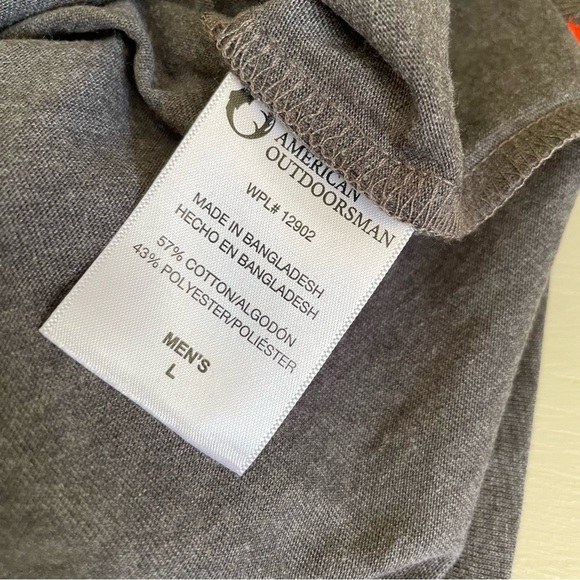 AMERICAN
OUTDOORSMAN
WPL# 12902
MADE IN BANGLADESH
HECHO EN BANGLADESH
57% COTTON/ALGODÓN
43% POLYESTER/POLIÉSTER
MEN'S
L